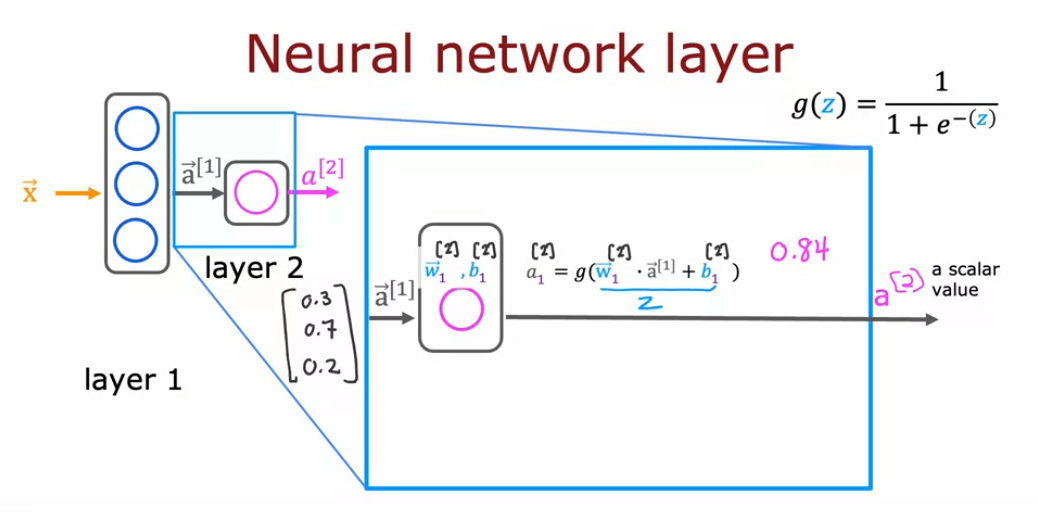 Neural network layer
g(z) = 1 / (1 + e^−(z))
x⃗
a⃗^[1]
a^[2]
layer 2
layer 1
[0.3
0.7
0.2]
a⃗^[1]
w⃗₁^[2], b₁^[2]
a₁^[2] = g(w⃗₁^[2] · a⃗^[1] + b₁^[2])
z
0.84
a^[2]
a scalar
value